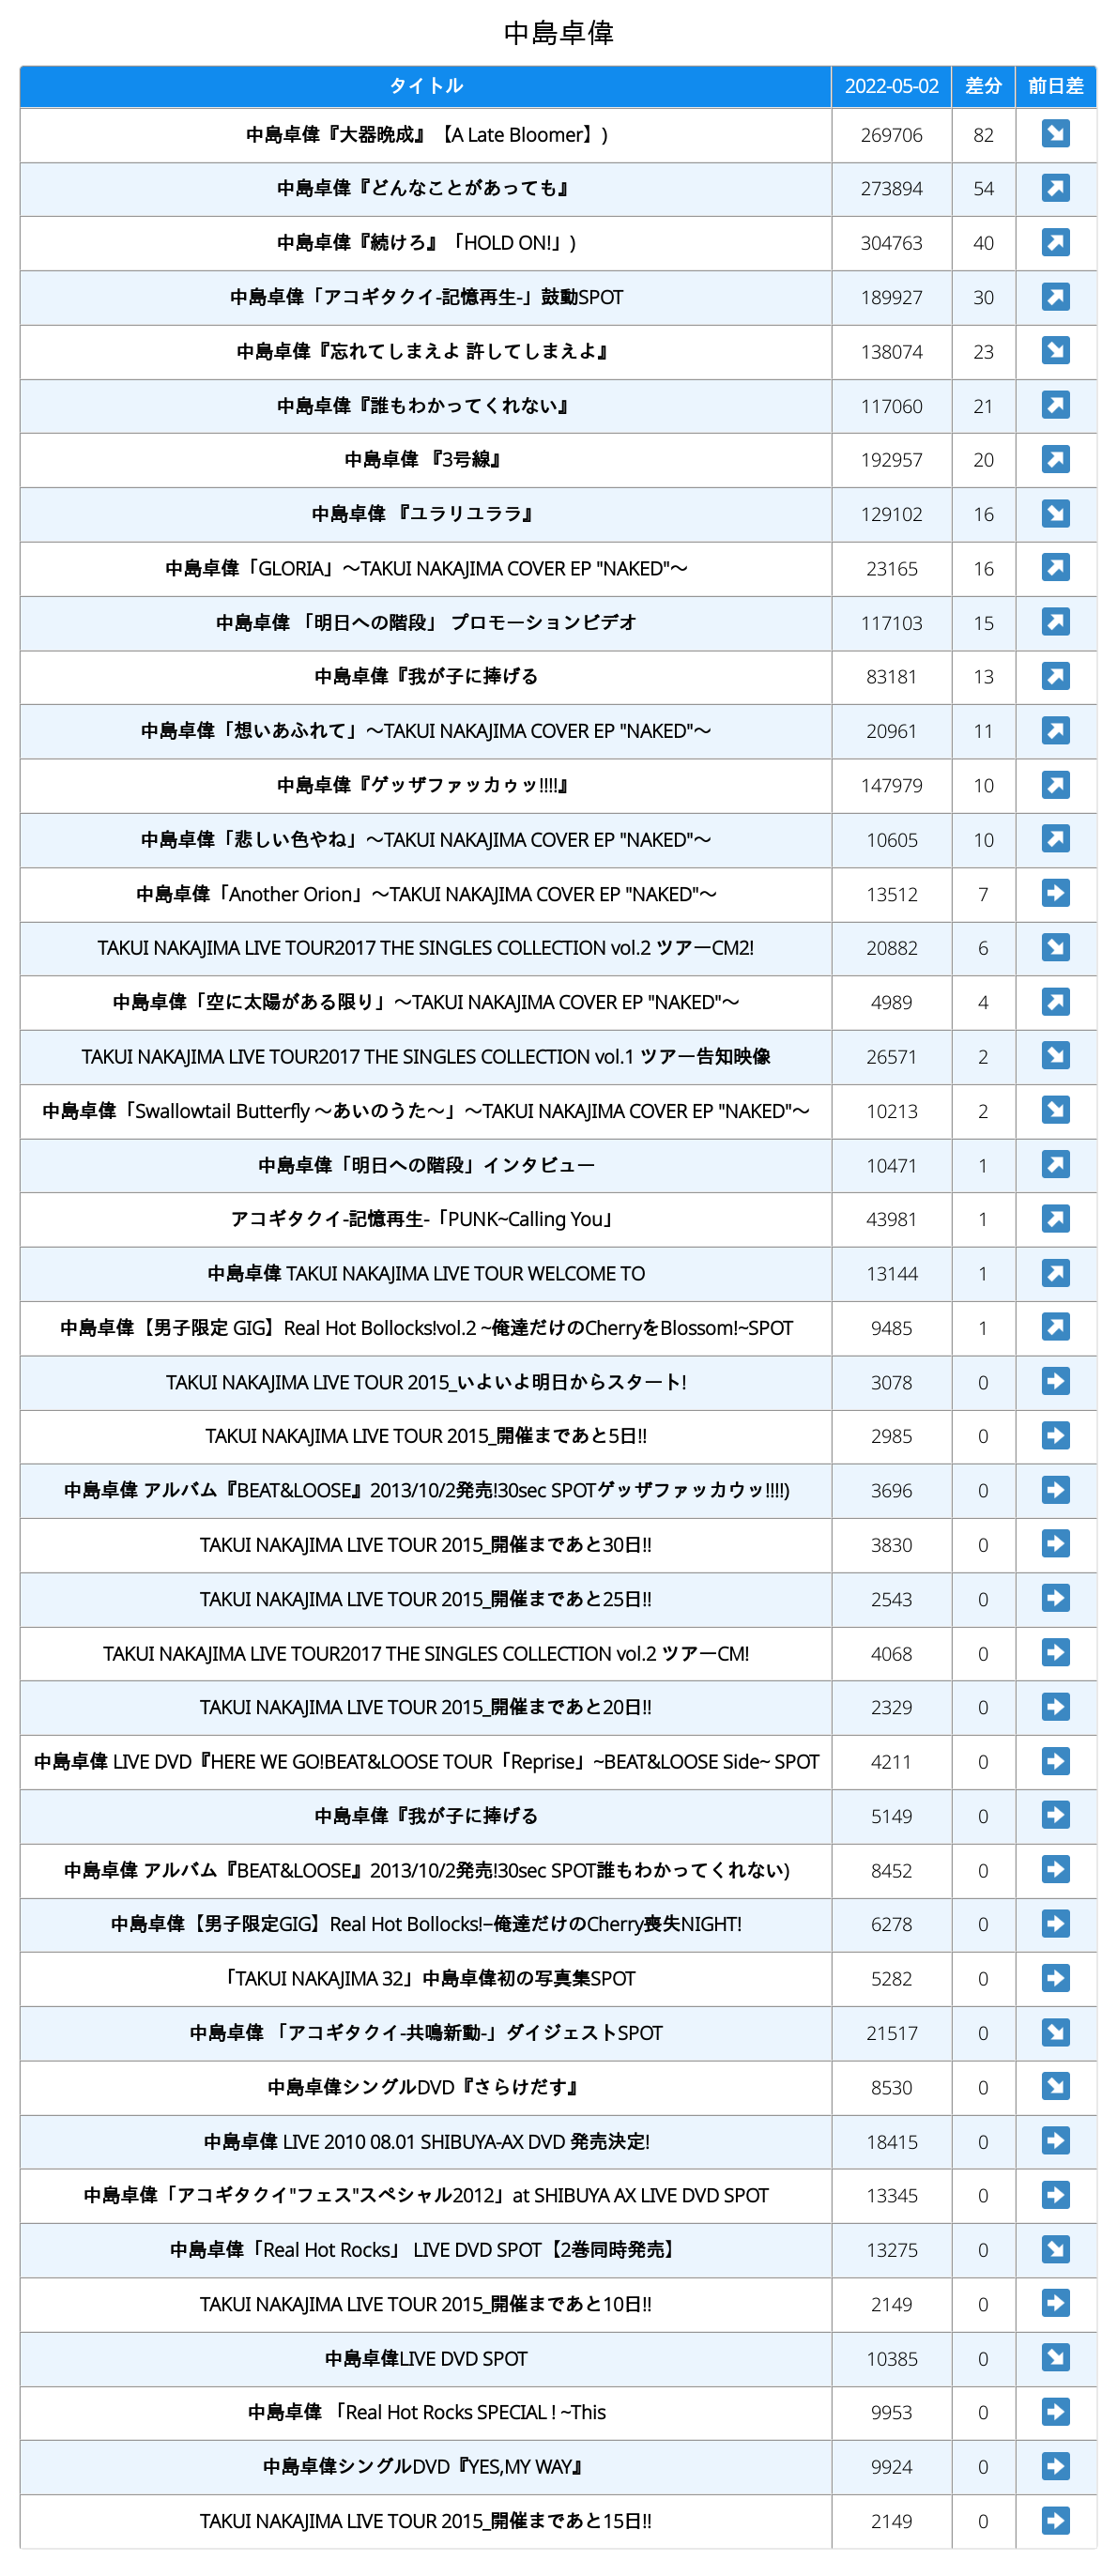 中島卓偉
タイトル 2022-05-02 差分 前日差
中島卓偉『大器晩成』【A Late Bloomer】) 269706 82 ↘
中島卓偉『どんなことがあっても』 273894 54 ↗
中島卓偉『続けろ』「HOLD ON!」) 304763 40 ↗
中島卓偉「アコギタクイ-記憶再生-」鼓動SPOT 189927 30 ↗
中島卓偉『忘れてしまえよ 許してしまえよ』 138074 23 ↘
中島卓偉『誰もわかってくれない』 117060 21 ↗
中島卓偉 『3号線』 192957 20 ↗
中島卓偉 『ユラリユララ』 129102 16 ↘
中島卓偉「GLORIA」〜TAKUI NAKAJIMA COVER EP "NAKED"〜 23165 16 ↗
中島卓偉 「明日への階段」 プロモーションビデオ 117103 15 ↗
中島卓偉『我が子に捧げる 83181 13 ↗
中島卓偉「想いあふれて」〜TAKUI NAKAJIMA COVER EP "NAKED"〜 20961 11 ↗
中島卓偉『ゲッザファッカゥッ!!!!』 147979 10 ↗
中島卓偉「悲しい色やね」〜TAKUI NAKAJIMA COVER EP "NAKED"〜 10605 10 ↗
中島卓偉「Another Orion」〜TAKUI NAKAJIMA COVER EP "NAKED"〜 13512 7 ➡
TAKUI NAKAJIMA LIVE TOUR2017 THE SINGLES COLLECTION vol.2 ツアーCM2! 20882 6 ↘
中島卓偉「空に太陽がある限り」〜TAKUI NAKAJIMA COVER EP "NAKED"〜 4989 4 ↗
TAKUI NAKAJIMA LIVE TOUR2017 THE SINGLES COLLECTION vol.1 ツアー告知映像 26571 2 ↘
中島卓偉「Swallowtail Butterfly 〜あいのうた〜」〜TAKUI NAKAJIMA COVER EP "NAKED"〜 10213 2 ↘
中島卓偉「明日への階段」インタビュー 10471 1 ↗
アコギタクイ-記憶再生-「PUNK~Calling You」 43981 1 ↗
中島卓偉 TAKUI NAKAJIMA LIVE TOUR WELCOME TO 13144 1 ↗
中島卓偉【男子限定 GIG】Real Hot Bollocks!vol.2 ~俺達だけのCherryをBlossom!~SPOT 9485 1 ↗
TAKUI NAKAJIMA LIVE TOUR 2015_いよいよ明日からスタート! 3078 0 ➡
TAKUI NAKAJIMA LIVE TOUR 2015_開催まであと5日!! 2985 0 ➡
中島卓偉 アルバム『BEAT&LOOSE』2013/10/2発売!30sec SPOTゲッザファッカウッ!!!!) 3696 0 ➡
TAKUI NAKAJIMA LIVE TOUR 2015_開催まであと30日!! 3830 0 ➡
TAKUI NAKAJIMA LIVE TOUR 2015_開催まであと25日!! 2543 0 ➡
TAKUI NAKAJIMA LIVE TOUR2017 THE SINGLES COLLECTION vol.2 ツアーCM! 4068 0 ➡
TAKUI NAKAJIMA LIVE TOUR 2015_開催まであと20日!! 2329 0 ➡
中島卓偉 LIVE DVD『HERE WE GO!BEAT&LOOSE TOUR「Reprise」~BEAT&LOOSE Side~ SPOT 4211 0 ➡
中島卓偉『我が子に捧げる 5149 0 ➡
中島卓偉 アルバム『BEAT&LOOSE』2013/10/2発売!30sec SPOT誰もわかってくれない) 8452 0 ➡
中島卓偉【男子限定GIG】Real Hot Bollocks!−俺達だけのCherry喪失NIGHT! 6278 0 ➡
「TAKUI NAKAJIMA 32」中島卓偉初の写真集SPOT 5282 0 ➡
中島卓偉 「アコギタクイ-共鳴新動-」ダイジェストSPOT 21517 0 ↘
中島卓偉シングルDVD『さらけだす』 8530 0 ↘
中島卓偉 LIVE 2010 08.01 SHIBUYA-AX DVD 発売決定! 18415 0 ➡
中島卓偉「アコギタクイ"フェス"スペシャル2012」at SHIBUYA AX LIVE DVD SPOT 13345 0 ➡
中島卓偉「Real Hot Rocks」 LIVE DVD SPOT【2巻同時発売】 13275 0 ↘
TAKUI NAKAJIMA LIVE TOUR 2015_開催まであと10日!! 2149 0 ➡
中島卓偉LIVE DVD SPOT 10385 0 ↘
中島卓偉 「Real Hot Rocks SPECIAL ! ~This 9953 0 ➡
中島卓偉シングルDVD『YES,MY WAY』 9924 0 ➡
TAKUI NAKAJIMA LIVE TOUR 2015_開催まであと15日!! 2149 0 ➡